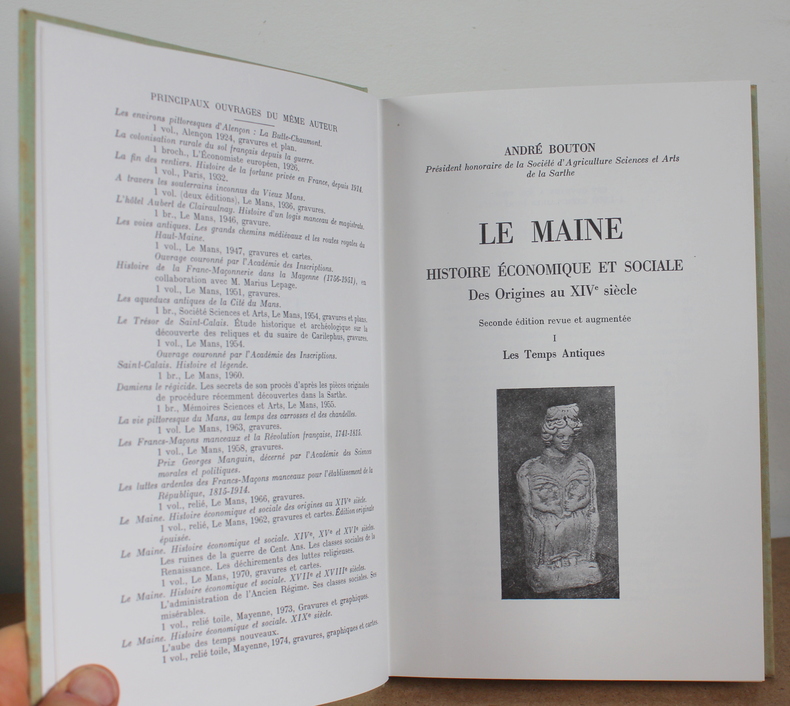 PRINCIPAUX OUVRAGES DU MÊME AUTEUR
Les environs pittoresques d'Alençon : La Butte-Chaumont.
1 vol., Alençon 1924, gravures et plan.
La colonisation rurale du sol français depuis la guerre.
1 broch., L'Économiste européen, 1926.
La fin des rentiers. Histoire de la fortune privée en France, depuis 1914
1 vol., Paris, 1932.
A travers les souterrains inconnus du Vieux Mans.
1 vol. (deux éditions), Le Mans, 1936, gravures.
L'hôtel Aubert de Clairaulnay. Histoire d'un logis manceau de magistrats.
1 br., Le Mans, 1946, gravure.
Les voies antiques. Les grands chemins médiévaux et les routes royales du
Haut-Maine.
1 vol., Le Mans, 1947, gravures et cartes.
Ouvrage couronné par l'Académie des Inscriptions.
Histoire de la Franc-Maçonnerie dans la Mayenne (1756-1951), en
collaboration avec M. Marius Lepage.
1 vol., Le Mans, 1951, gravures.
Les aqueducs antiques de la Cité du Mans.
1 br., Société Sciences et Arts, Le Mans, 1954, gravures et plans.
Le Trésor de Saint-Calais. Étude historique et archéologique sur la
découverte des reliques et du suaire de Carilephus, gravures.
1 vol., Le Mans, 1954.
Ouvrage couronné par l'Académie des Inscriptions.
Saint-Calais. Histoire et légende.
1 br., Le Mans, 1960.
Damiens le régicide. Les secrets de son procès d'après les pièces originales
de procédure récemment découvertes dans la Sarthe.
1 br., Mémoires Sciences et Arts, Le Mans, 1955.
La vie pittoresque du Mans, au temps des carrosses et des chandelles.
1 vol. Le Mans, 1963, gravures.
Les Francs-Maçons manceaux et la Révolution française, 1741-1815.
1 vol., Le Mans, 1958, gravures.
Prix Georges Mauguin, décerné par l'Académie des Sciences
morales et politiques.
Les luttes ardentes des Francs-Maçons manceaux pour l'établissement de la
République, 1815-1914.
1 vol., relié, Le Mans, 1966, gravures.
Le Maine. Histoire économique et sociale des origines au XIVe siècle.
1 vol., relié, Le Mans, 1962, gravures et cartes. Édition originale
épuisée.
Le Maine. Histoire économique et sociale. XIVe, XVe et XVIe siècles.
Les ruines de la guerre de Cent Ans. Les classes sociales de la
Renaissance. Les déchirements des luttes religieuses.
1 vol., Le Mans, 1970, gravures et cartes.
Le Maine. Histoire économique et sociale. XVIIe et XVIIIe siècles.
L'administration de l'Ancien Régime. Ses classes sociales. Ses
misérables.
1 vol., relié toile, Mayenne, 1973, Gravures et graphiques.
Le Maine. Histoire économique et sociale. XIXe siècle.
L'aube des temps nouveaux.
1 vol., relié toile, Mayenne, 1974, gravures, graphiques et cartes
ANDRÉ BOUTON
Président honoraire de la Société d'Agriculture Sciences et Arts
de la Sarthe
LE MAINE
HISTOIRE ÉCONOMIQUE ET SOCIALE
Des Origines au XIVe siècle
Seconde édition revue et augmentée
I
Les Temps Antiques